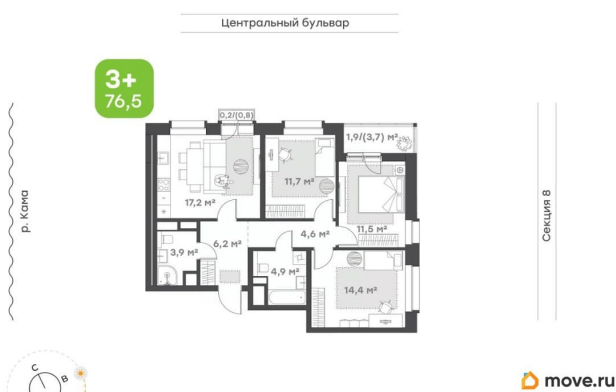 Центральный бульвар
3+
76,5
0,2/(0,8)
1,9/(3,7) м²
11,7 м²
17,2 м²
11,5 м²
4,6 м²
6,2 м²
3,9 м²
4,9 м²
14,4 м²
р. Кама
Секция 8
С
В
move.ru